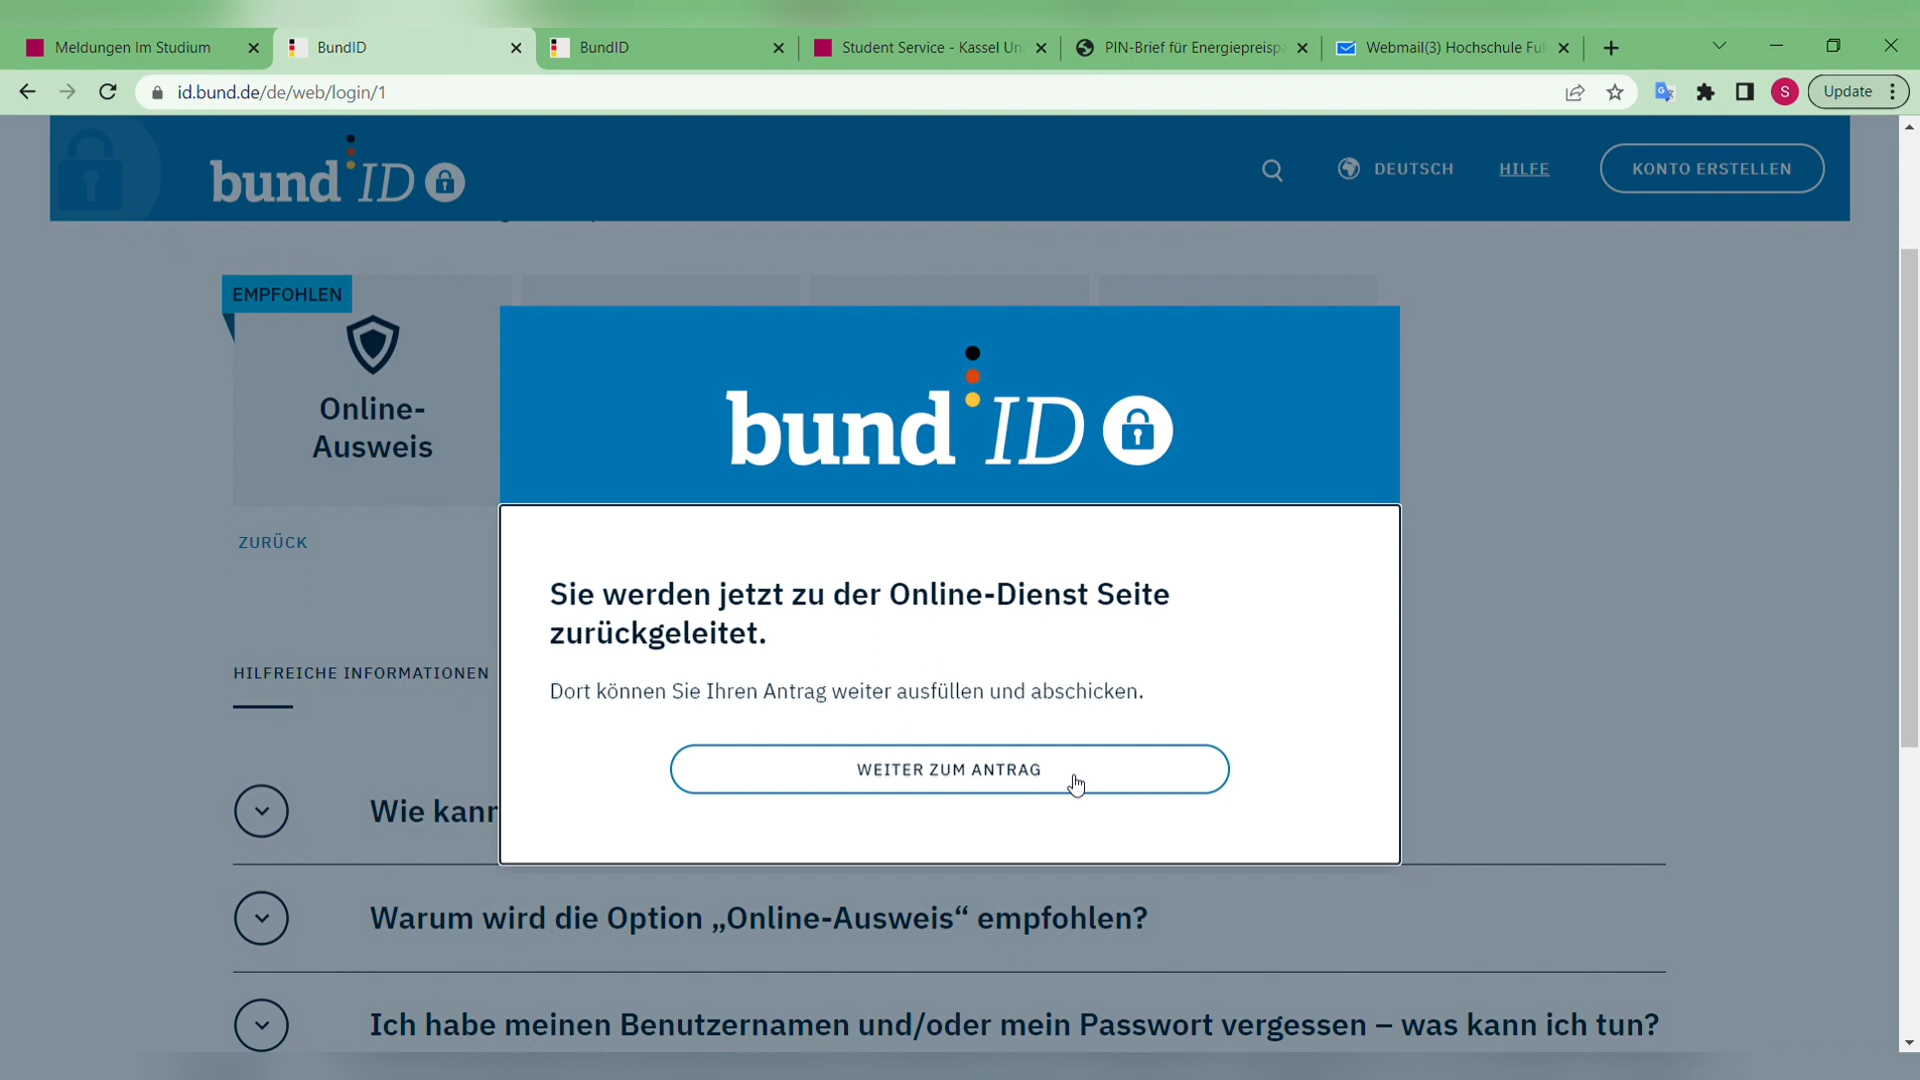 Meldungen Im Studium
BundID
BundID
Student Service - Kassel Un
PIN-Brief für Energiepreisp
Webmail(3) Hochschule Ful
id.bund.de/de/web/login/1
S
Update
bund ID
DEUTSCH
HILFE
KONTO ERSTELLEN
EMPFOHLEN
Online-
Ausweis
ZURÜCK
HILFREICHE INFORMATIONEN
bund ID
Sie werden jetzt zu der Online-Dienst Seite
zurückgeleitet.
Dort können Sie Ihren Antrag weiter ausfüllen und abschicken.
WEITER ZUM ANTRAG
Wie kann
Warum wird die Option „Online-Ausweis“ empfohlen?
Ich habe meinen Benutzernamen und/oder mein Passwort vergessen – was kann ich tun?